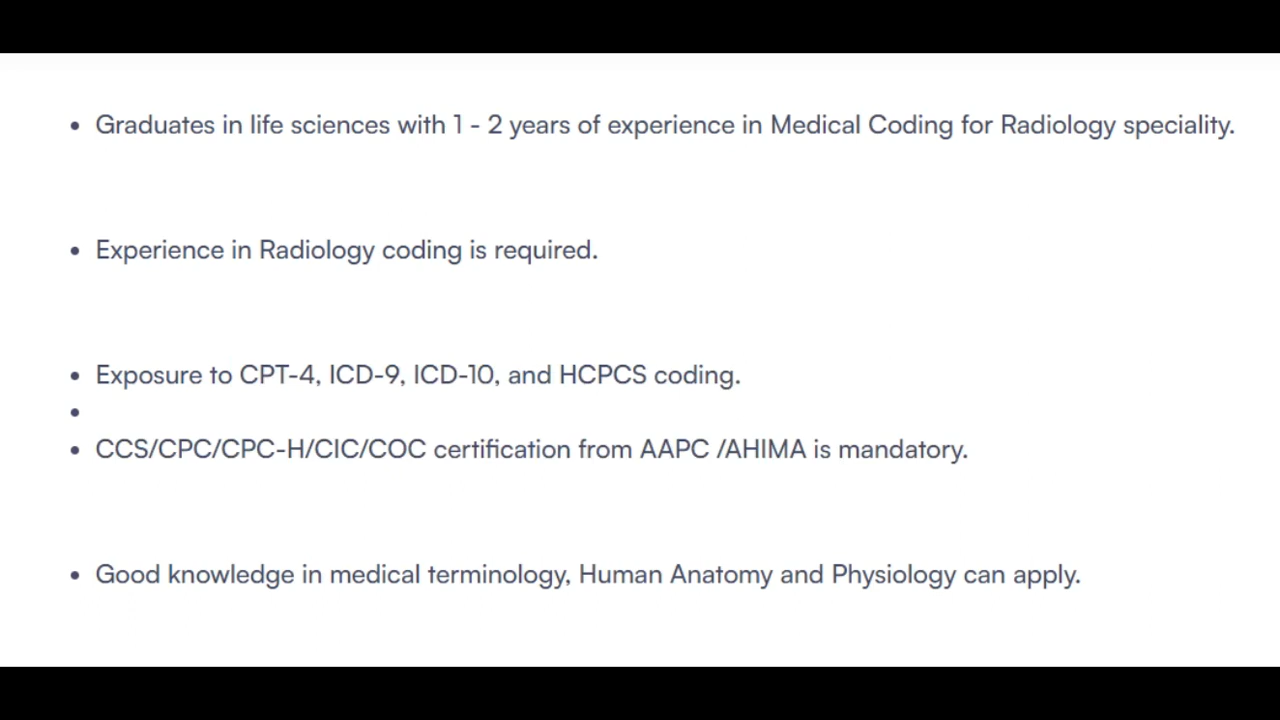 • Graduates in life sciences with 1 - 2 years of experience in Medical Coding for Radiology speciality.
• Experience in Radiology coding is required.
• Exposure to CPT-4, ICD-9, ICD-10, and HCPCS coding.
•
• CCS/CPC/CPC-H/CIC/COC certification from AAPC /AHIMA is mandatory.
• Good knowledge in medical terminology, Human Anatomy and Physiology can apply.